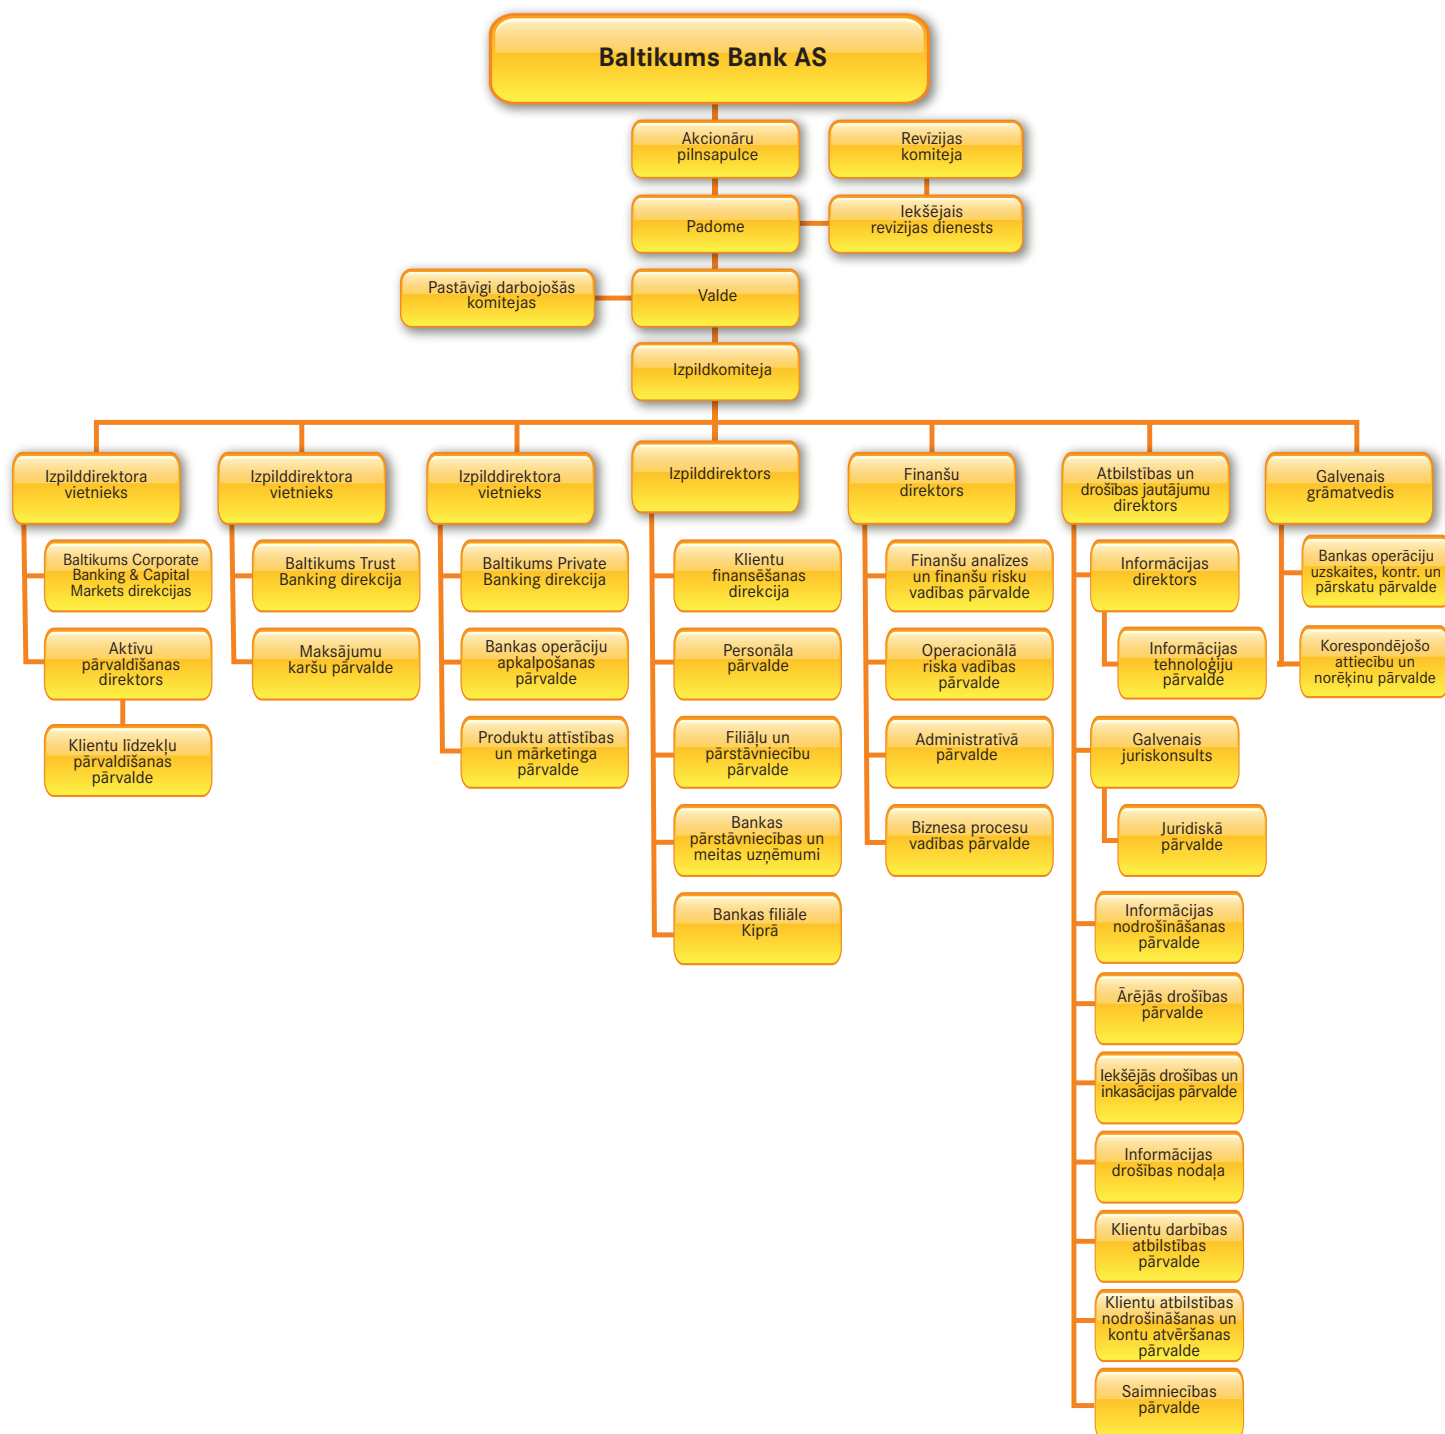 Baltikums Bank AS
Akcionāru
pilnsapulce
Revīzijas
komiteja
Padome
Iekšējais
revizijas dienests
Pastāvīgi darbojošās
komitejas
Valde
Izpildkomiteja
Izpilddirektora
vietnieks
Izpilddirektora
vietnieks
Izpilddirektora
vietnieks
Izpilddirektors
Finanšu
direktors
Atbilstības un
drošības jautājumu
direktors
Galvenais
grāmatvedis
Baltikums Corporate
Banking & Capital
Markets direkcijas
Aktīvu
pārvaldīšanas
direktors
Klientu līdzekļu
pārvaldīšanas
pārvalde
Baltikums Trust
Banking direkcija
Maksājumu
karšu pārvalde
Baltikums Private
Banking direkcija
Bankas operāciju
apkalpošanas
pārvalde
Produktu attīstības
un mārketinga
pārvalde
Klientu
finansēšanas
direkcija
Personāla
pārvalde
Filiāļu un
pārstāvniecību
pārvalde
Bankas
pārstāvniecības un
meitas uzņēmumi
Bankas filiāle
Kiprā
Finanšu analīzes
un finanšu risku
vadības pārvalde
Operacionālā
riska vadības
pārvalde
Administratīvā
pārvalde
Biznesa procesu
vadības pārvalde
Informācijas
direktors
Informācijas
tehnoloģiju
pārvalde
Galvenais
juriskonsults
Juridiskā
pārvalde
Informācijas
nodrošināšanas
pārvalde
Ārējās drošības
pārvalde
Iekšējās drošības un
inkasācijas pārvalde
Informācijas
drošības nodaļa
Klientu darbības
atbilstības
pārvalde
Klientu atbilstības
nodrošināšanas un
kontu atvēršanas
pārvalde
Saimniecības
pārvalde
Bankas operāciju
uzskaites, kontr. un
pārskatu pārvalde
Korespondējošo
attiecību un
norēķinu pārvalde